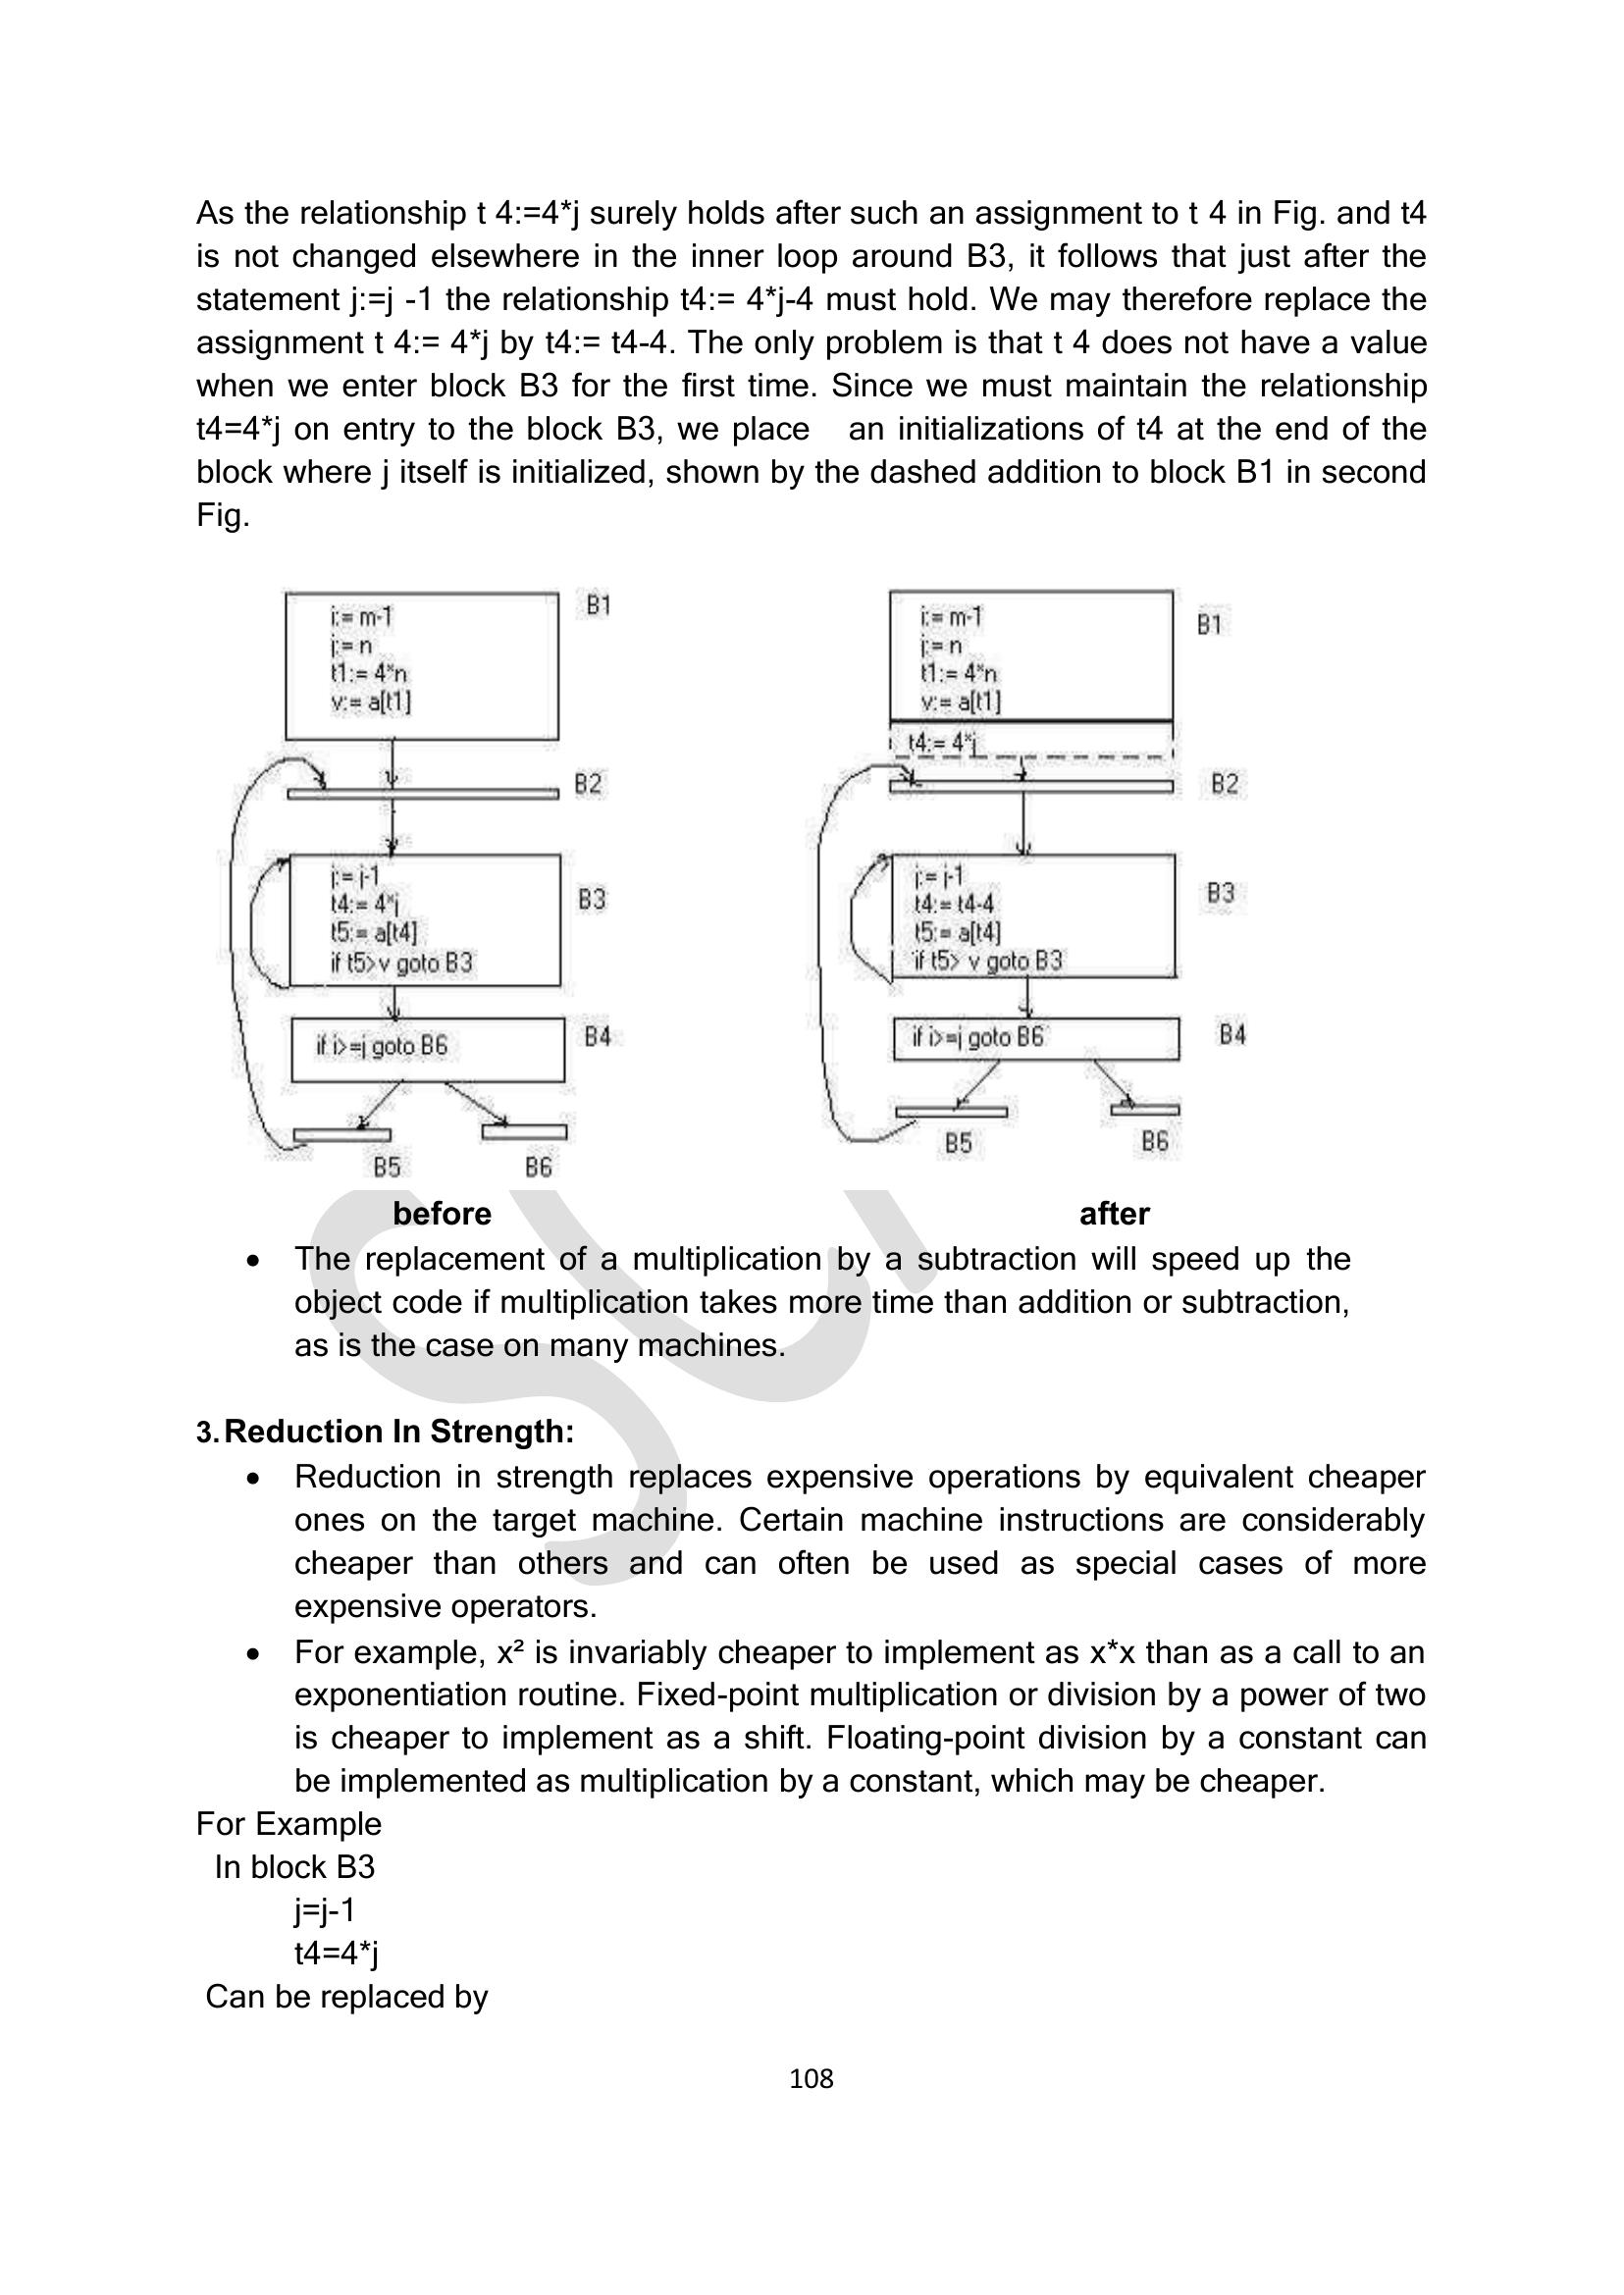 As the relationship t 4:=4*j surely holds after such an assignment to t 4 in Fig. and t4
is not changed elsewhere in the inner loop around B3, it follows that just after the
statement j:=j -1 the relationship t4:= 4*j-4 must hold. We may therefore replace the
assignment t 4:= 4*j by t4:= t4-4. The only problem is that t 4 does not have a value
when we enter block B3 for the first time. Since we must maintain the relationship
t4=4*j on entry to the block B3, we place an initializations of t4 at the end of the
block where j itself is initialized, shown by the dashed addition to block B1 in second
Fig.
i:= m-1
j:= n
t1:= 4*n
v:= a[t1]
B1
B2
j:= j-1
t4:= 4*j
t5:= a[t4]
if t5>v goto B3
B3
if i>=j goto B6
B4
B5
B6
i:= m-1
j:= n
t1:= 4*n
v:= a[t1]
t4:= 4*j
B1
B2
j:= j-1
t4:= t4-4
t5:= a[t4]
if t5> v goto B3
B3
if i>=j goto B6
B4
B5
B6
before after
• The replacement of a multiplication by a subtraction will speed up the
object code if multiplication takes more time than addition or subtraction,
as is the case on many machines.
3. Reduction In Strength:
• Reduction in strength replaces expensive operations by equivalent cheaper
ones on the target machine. Certain machine instructions are considerably
cheaper than others and can often be used as special cases of more
expensive operators.
• For example, x² is invariably cheaper to implement as x*x than as a call to an
exponentiation routine. Fixed-point multiplication or division by a power of two
is cheaper to implement as a shift. Floating-point division by a constant can
be implemented as multiplication by a constant, which may be cheaper.
For Example
In block B3
j=j-1
t4=4*j
Can be replaced by
108